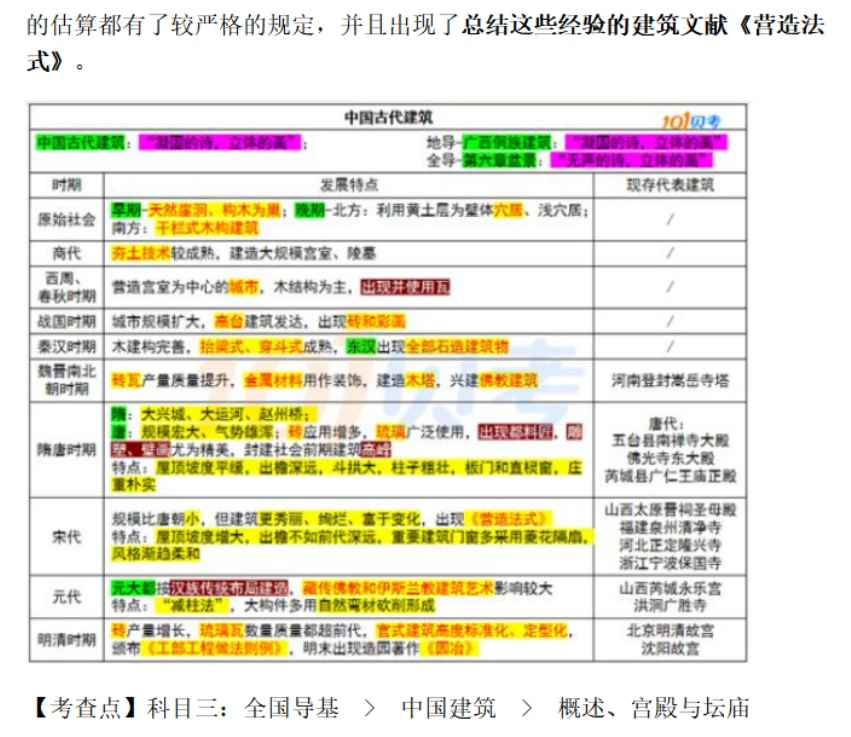 的估算都有了较严格的规定，并且出现了总结这些经验的建筑文献《营造法
式》。
中国古代建筑
101贝考
中国古代建筑：“凝固的诗，立体的画”；
地导-广西侗族建筑：“凝固的诗，立体的画”
全导-第六章盆景：“无声的诗，立体的画”
时期 发展特点 现存代表建筑
原始社会
早期-天然崖洞、构木为巢；晚期-北方：利用黄土层为壁体穴居、浅穴居；
南方：干栏式木构建筑
/
商代 夯土技术较成熟，建造大规模宫室、陵墓 /
西周、
春秋时期
营造宫室为中心的城市，木结构为主，出现并使用瓦
/
战国时期 城市规模扩大，高台建筑发达，出现砖和彩画 /
秦汉时期 木建构完善，抬梁式、穿斗式成熟，东汉出现全部石造建筑物 /
魏晋南北
朝时期
砖瓦产量质量提升，金属材料用作装饰，建造木塔，兴建佛教建筑
河南登封嵩岳寺塔
隋唐时期
隋：大兴城、大运河、赵州桥；
唐：规模宏大、气势雄浑；砖应用增多，琉璃广泛使用，出现都料匠，雕
塑、壁画尤为精美，封建社会前期建筑高峰
特点：屋顶坡度平缓，出檐深远，斗拱大，柱子粗壮，板门和直棂窗，庄
重朴实
唐代：
五台县南禅寺大殿
佛光寺东大殿
芮城县广仁王庙正殿
宋代
规模比唐朝小，但建筑更秀丽、绚烂、富于变化，出现《营造法式》
特点：屋顶坡度增大，出檐不如前代深远，重要建筑门窗多采用菱花隔扇，
风格渐趋柔和
山西太原晋祠圣母殿
福建泉州清净寺
河北正定隆兴寺
浙江宁波保国寺
元代
元大都按汉族传统布局建造，藏传佛教和伊斯兰教建筑艺术影响较大
特点：“减柱法”，大构件多用自然弯材砍削形成
山西芮城永乐宫
洪洞广胜寺
明清时期
砖产量增长，琉璃瓦数量质量都超前代，官式建筑高度标准化、定型化，
颁布《工部工程做法则例》，明末出现造园著作《园冶》
北京明清故宫
沈阳故宫
101贝考
【考查点】科目三：全国导基 > 中国建筑 > 概述、宫殿与坛庙